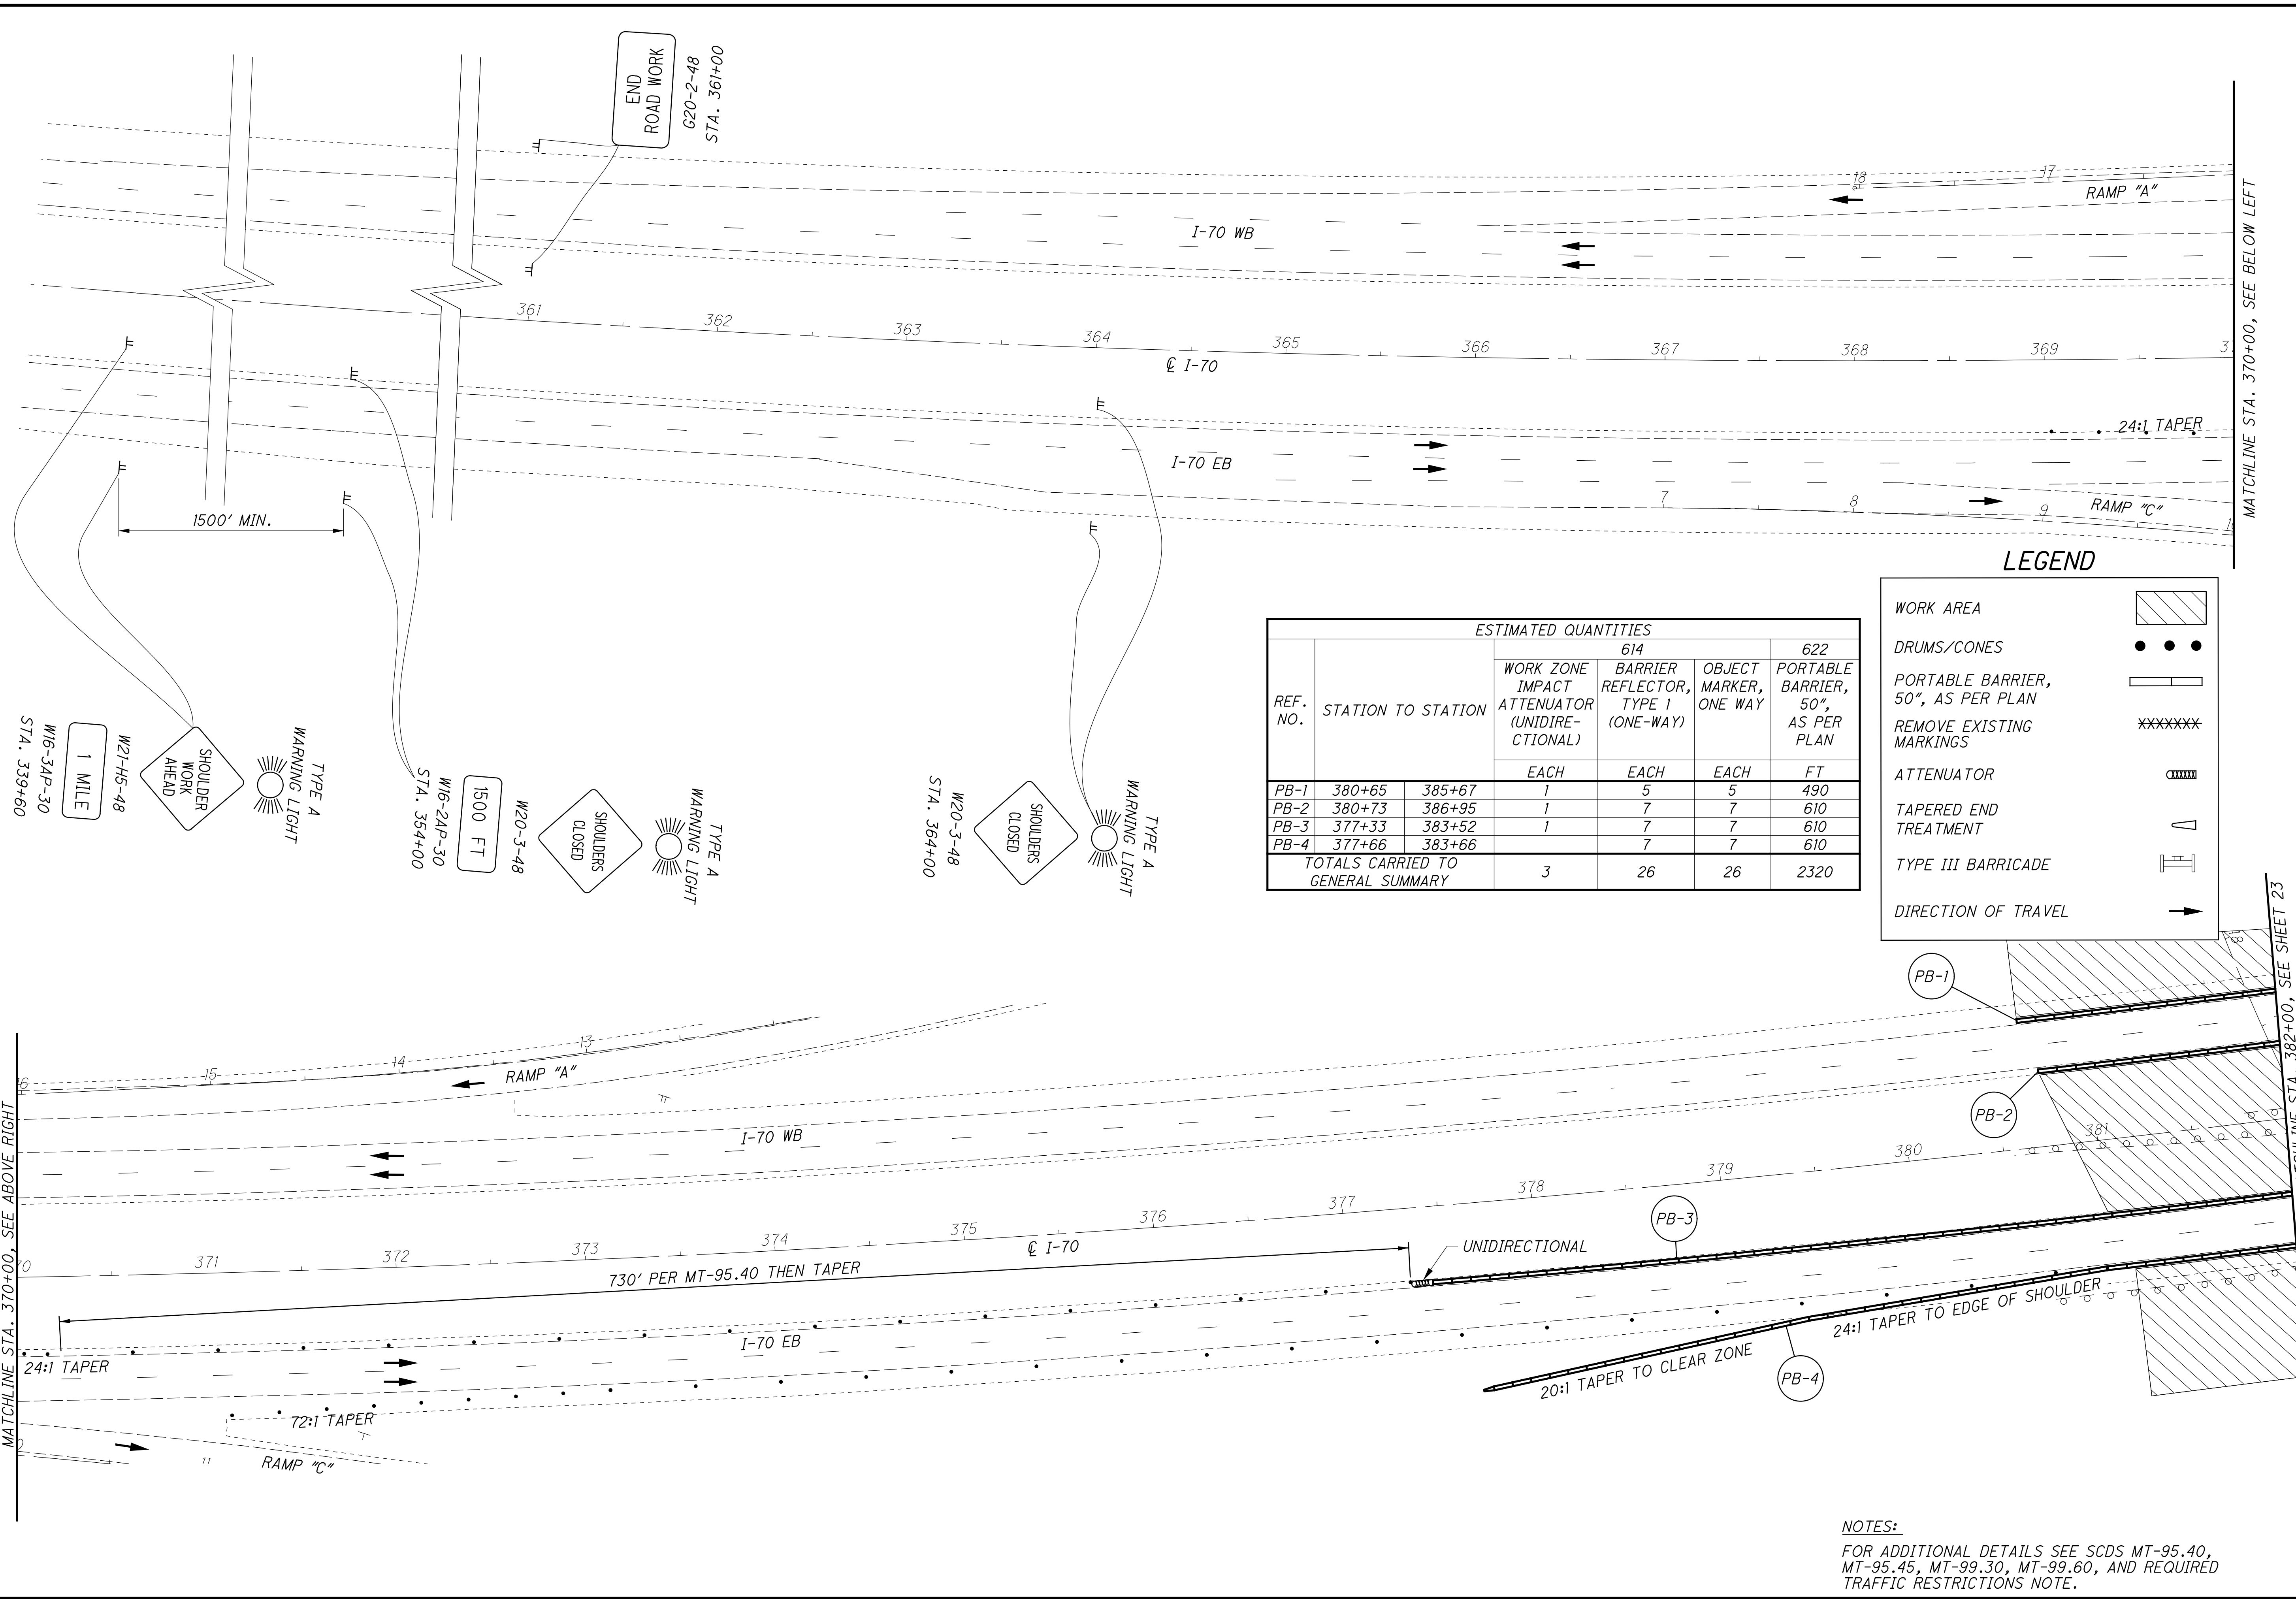 END
ROAD WORK
G20-2-48
STA. 361+00
18
17
RAMP "A"
I-70 WB
MATCHLINE STA. 370+00, SEE BELOW LEFT
361
362
363
364
365
366
367
368
369
℄ I-70
24:1 TAPER
I-70 EB
7
8
9
RAMP "C"
1500' MIN.
SHOULDER
WORK
AHEAD
W21-H5-48
1 MILE
W16-3AP-30
STA. 339+60
TYPE A
WARNING LIGHT
SHOULDERS
CLOSED
W20-3-48
1500 FT
W16-2AP-30
STA. 354+00
TYPE A
WARNING LIGHT
SHOULDERS
CLOSED
W20-3-48
STA. 364+00
TYPE A
WARNING LIGHT
ESTIMATED QUANTITIES
REF. NO.
STATION TO STATION
614
622
WORK ZONE
IMPACT
ATTENUATOR
(UNIDIRE-
CTIONAL)
BARRIER
REFLECTOR,
TYPE 1
(ONE-WAY)
OBJECT
MARKER,
ONE WAY
PORTABLE
BARRIER,
50",
AS PER
PLAN
EACH EACH EACH FT
PB-1 380+65 385+67 1 5 5 490
PB-2 380+73 386+95 1 7 7 610
PB-3 377+33 383+52 1 7 7 610
PB-4 377+66 383+66 7 7 610
TOTALS CARRIED TO
GENERAL SUMMARY
3 26 26 2320
LEGEND
WORK AREA
DRUMS/CONES
PORTABLE BARRIER,
50", AS PER PLAN
REMOVE EXISTING
MARKINGS
ATTENUATOR
TAPERED END
TREATMENT
TYPE III BARRICADE
DIRECTION OF TRAVEL
MATCHLINE STA. 370+00, SEE ABOVE RIGHT
15
14
13
RAMP "A"
I-70 WB
371
372
373
374
375
376
377
378
379
380
381
℄ I-70
730' PER MT-95.40 THEN TAPER
UNIDIRECTIONAL
PB-1
PB-2
PB-3
PB-4
I-70 EB
24:1 TAPER
72:1 TAPER
11
RAMP "C"
20:1 TAPER TO CLEAR ZONE
24:1 TAPER TO EDGE OF SHOULDER
STA. 382+00, SEE SHEET 23
NOTES:
FOR ADDITIONAL DETAILS SEE SCDS MT-95.40,
MT-95.45, MT-99.30, MT-99.60, AND REQUIRED
TRAFFIC RESTRICTIONS NOTE.